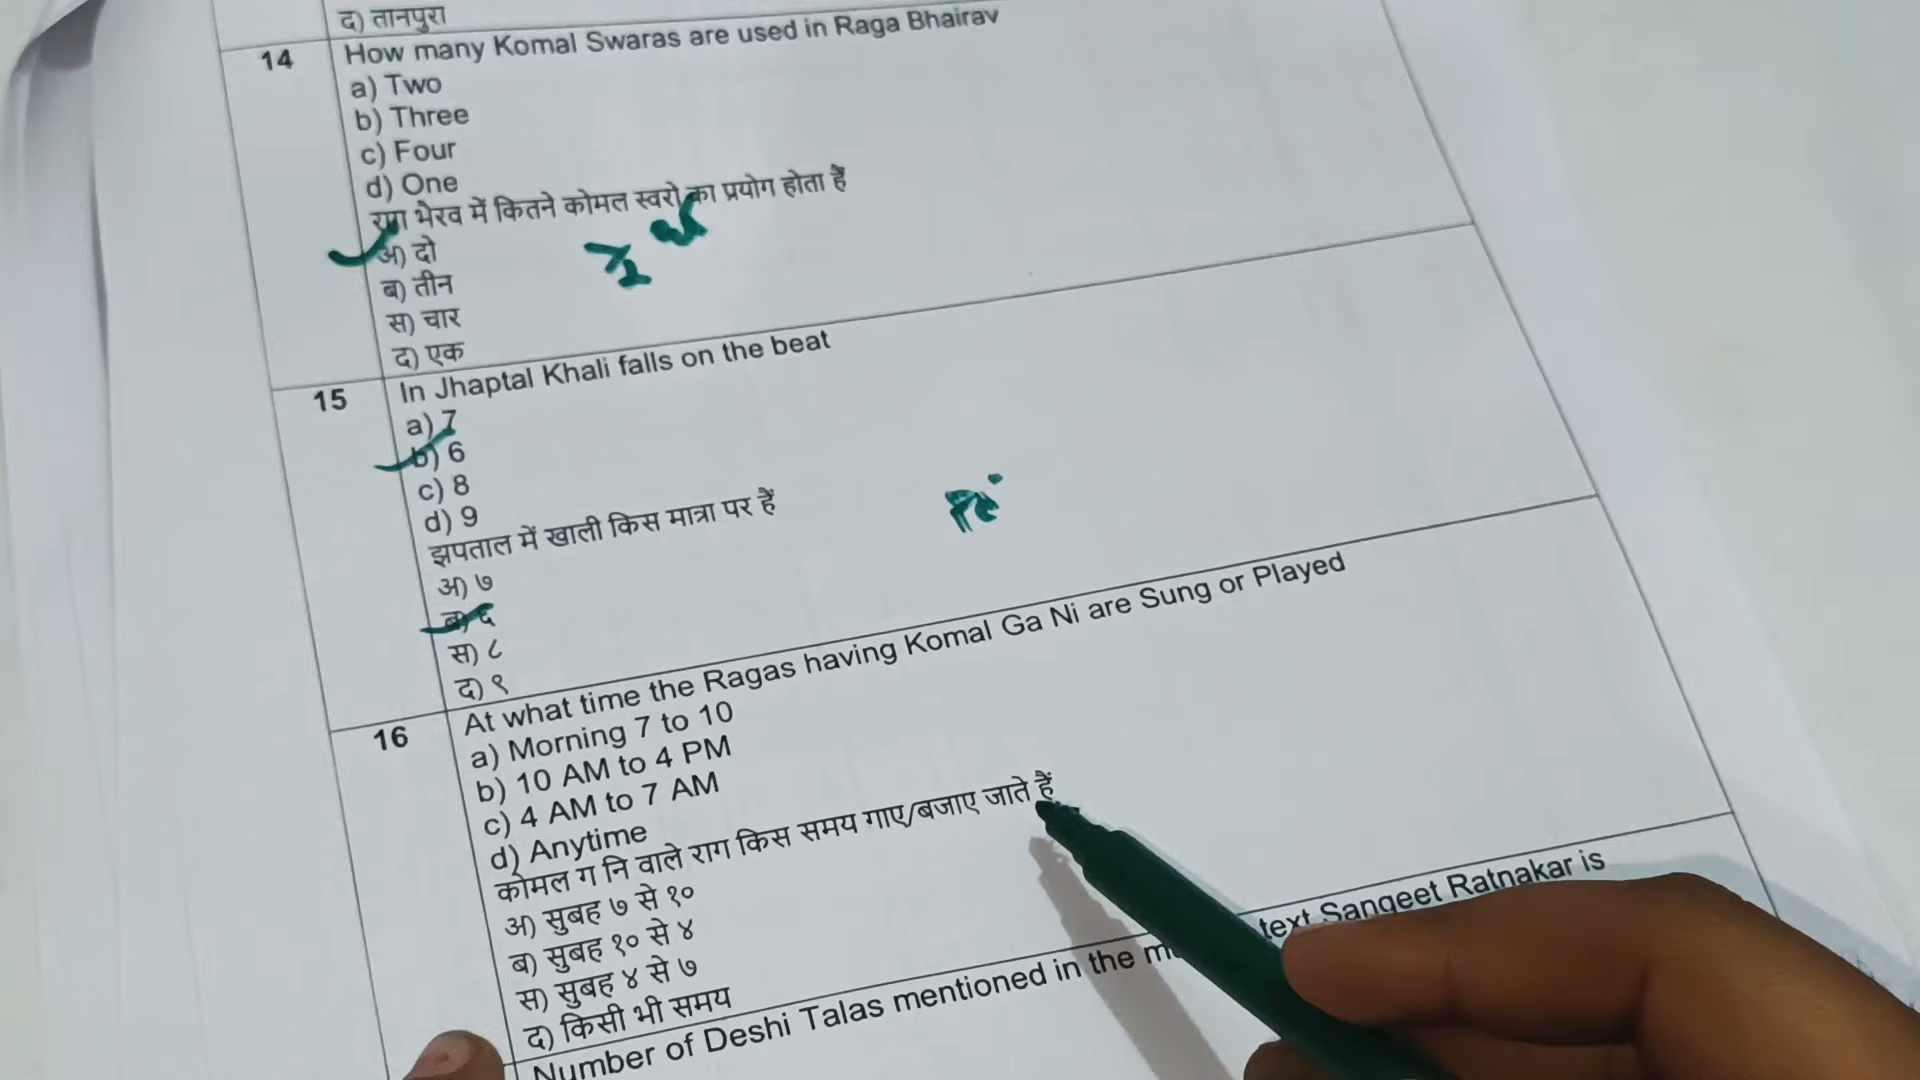 द) तानपुरा
14
How many Komal Swaras are used in Raga Bhairav
a) Two
b) Three
c) Four
d) One
राग भैरव में कितने कोमल स्वरो का प्रयोग होता हैं
अ) दो
ब) तीन
स) चार
द) एक
15
In Jhaptal Khali falls on the beat
a) 7
b) 6
c) 8
d) 9
झपताल में खाली किस मात्रा पर हैं
अ) ७
ब) ६
स) ८
द) ९
16
At what time the Ragas having Komal Ga Ni are Sung or Played
a) Morning 7 to 10
b) 10 AM to 4 PM
c) 4 AM to 7 AM
d) Anytime
कोमल ग नि वाले राग किस समय गाए/बजाए जाते हैं
अ) सुबह ७ से १०
ब) सुबह १० से ४
स) सुबह ४ से ७
द) किसी भी समय
Number of Deshi Talas mentioned in the text Sangeet Ratnakar is